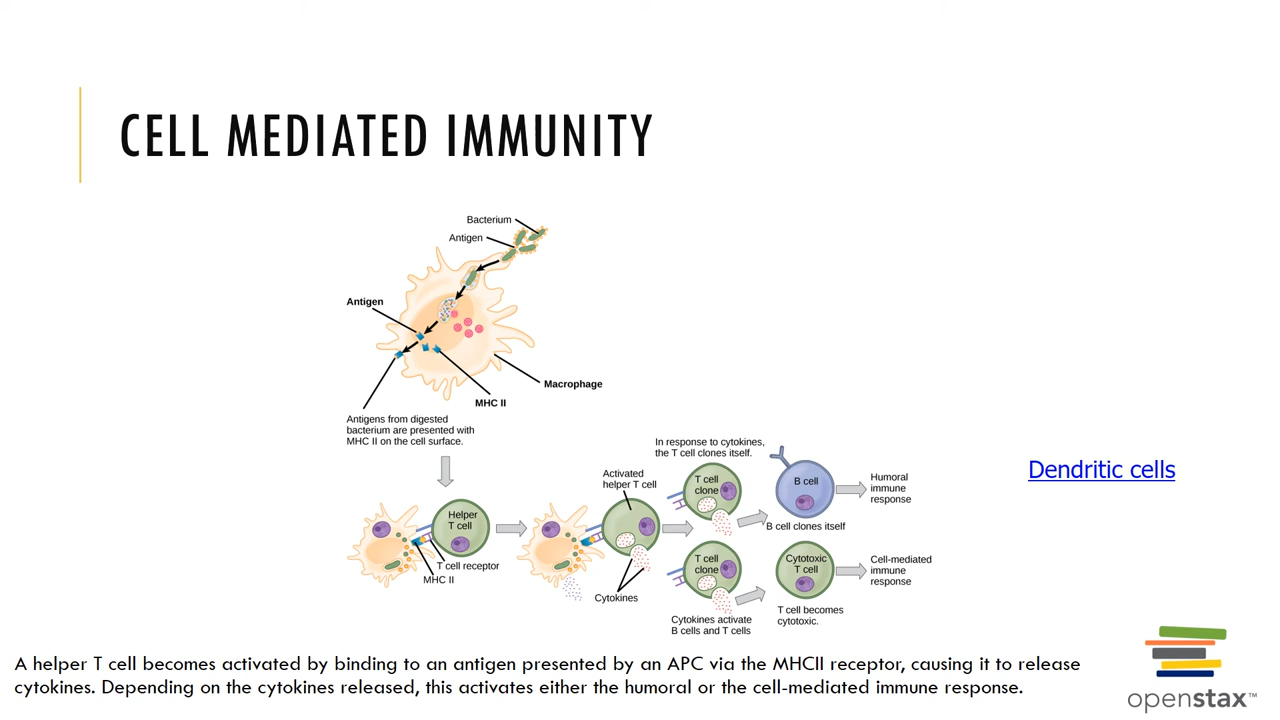 CELL MEDIATED IMMUNITY
Bacterium
Antigen
Antigen
Macrophage
MHC II
Antigens from digested
bacterium are presented with
MHC II on the cell surface.
In response to cytokines,
the T cell clones itself.
Dendritic cells
Activated
helper T cell
T cell
clone
B cell
Humoral
immune
response
Helper
T cell
B cell clones itself
T cell receptor
MHC II
Cytokines
T cell
clone
Cytotoxic
T cell
Cell-mediated
immune
response
Cytokines activate
B cells and T cells
T cell becomes
cytotoxic.
A helper T cell becomes activated by binding to an antigen presented by an APC via the MHCII receptor, causing it to release
cytokines. Depending on the cytokines released, this activates either the humoral or the cell-mediated immune response.
openstax™